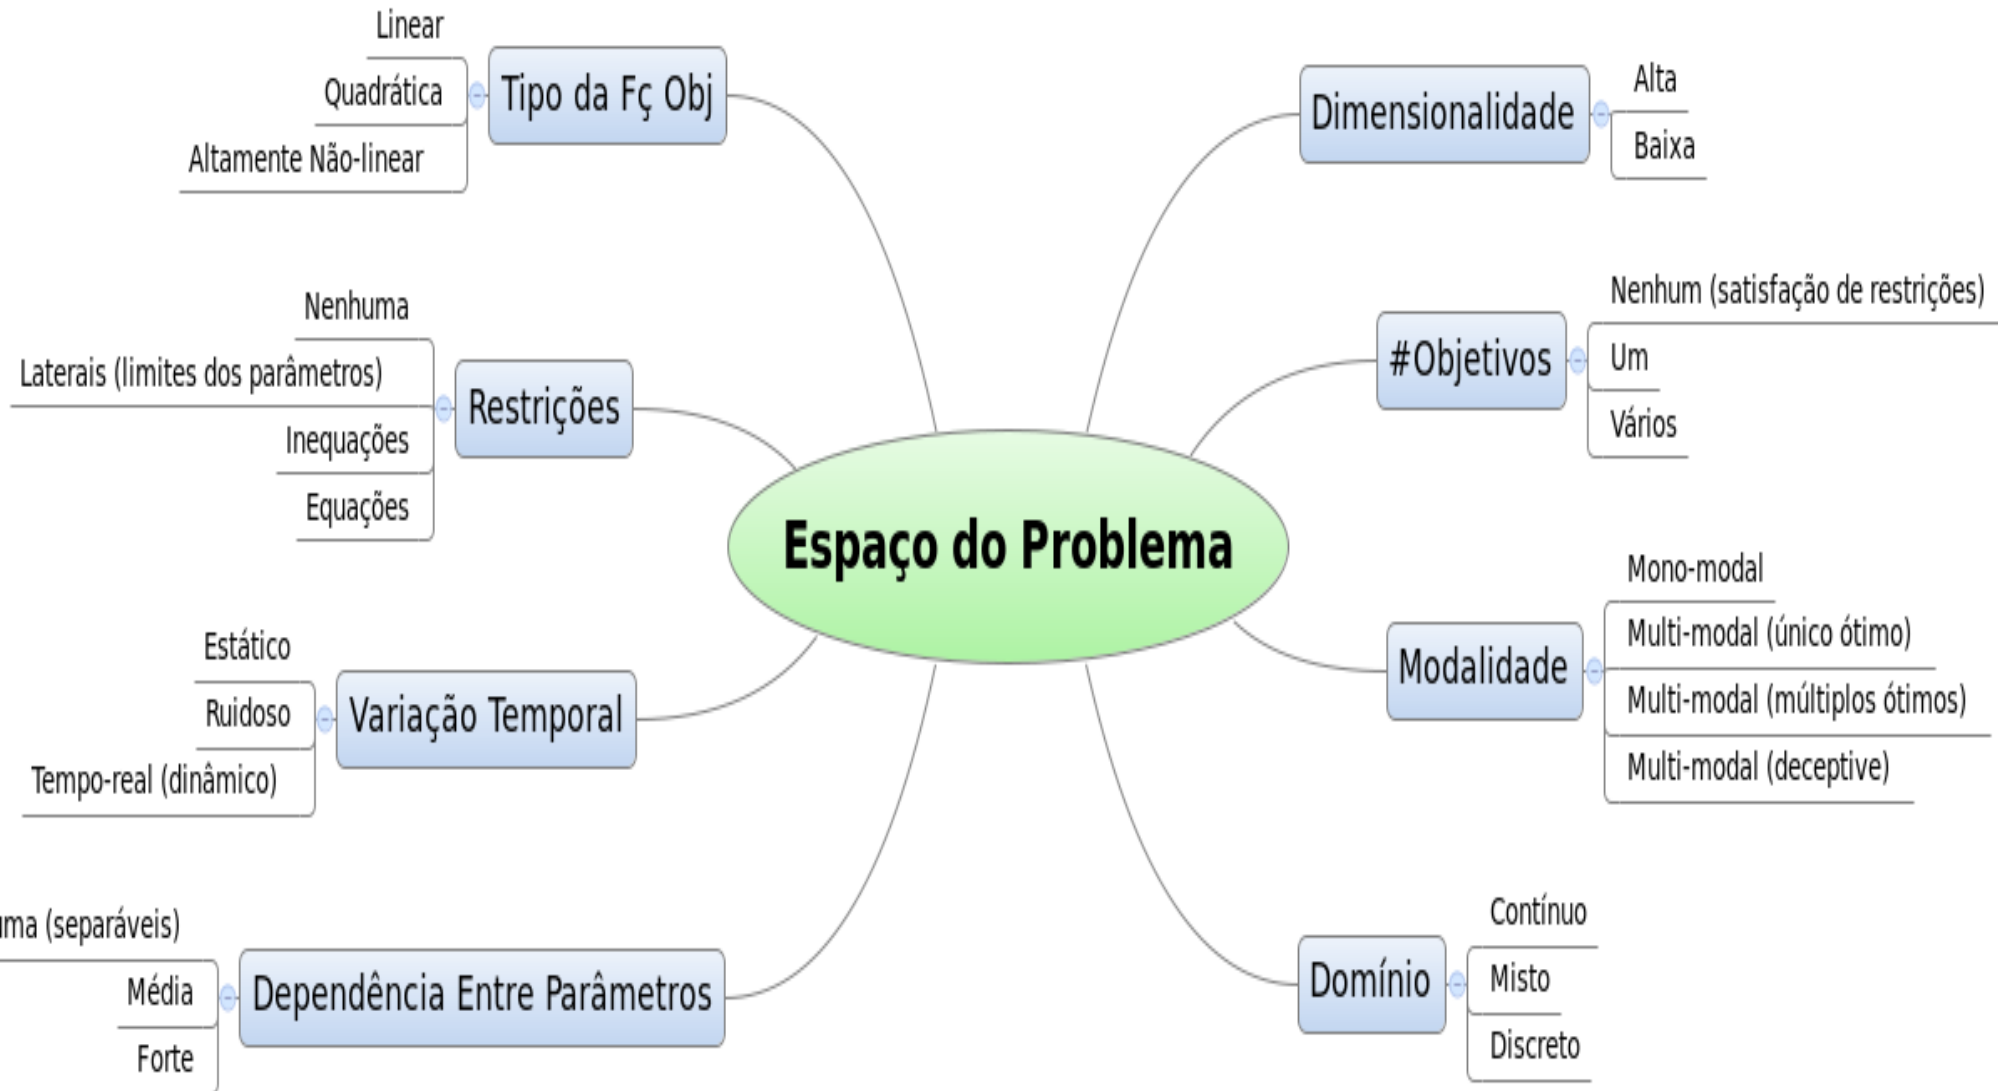 Linear
Tipo da Fç Obj
Quadrática
Altamente Não-linear
Dimensionalidade
Alta
Baixa
Nenhuma
Laterais (limites dos parâmetros)
Restrições
Inequações
Equações
#Objetivos
Nenhum (satisfação de restrições)
Um
Vários
Espaço do Problema
Estático
Variação Temporal
Ruidoso
Tempo-real (dinâmico)
Modalidade
Mono-modal
Multi-modal (único ótimo)
Multi-modal (múltiplos ótimos)
Multi-modal (deceptive)
(separáveis)
Dependência Entre Parâmetros
Média
Forte
Domínio
Contínuo
Misto
Discreto